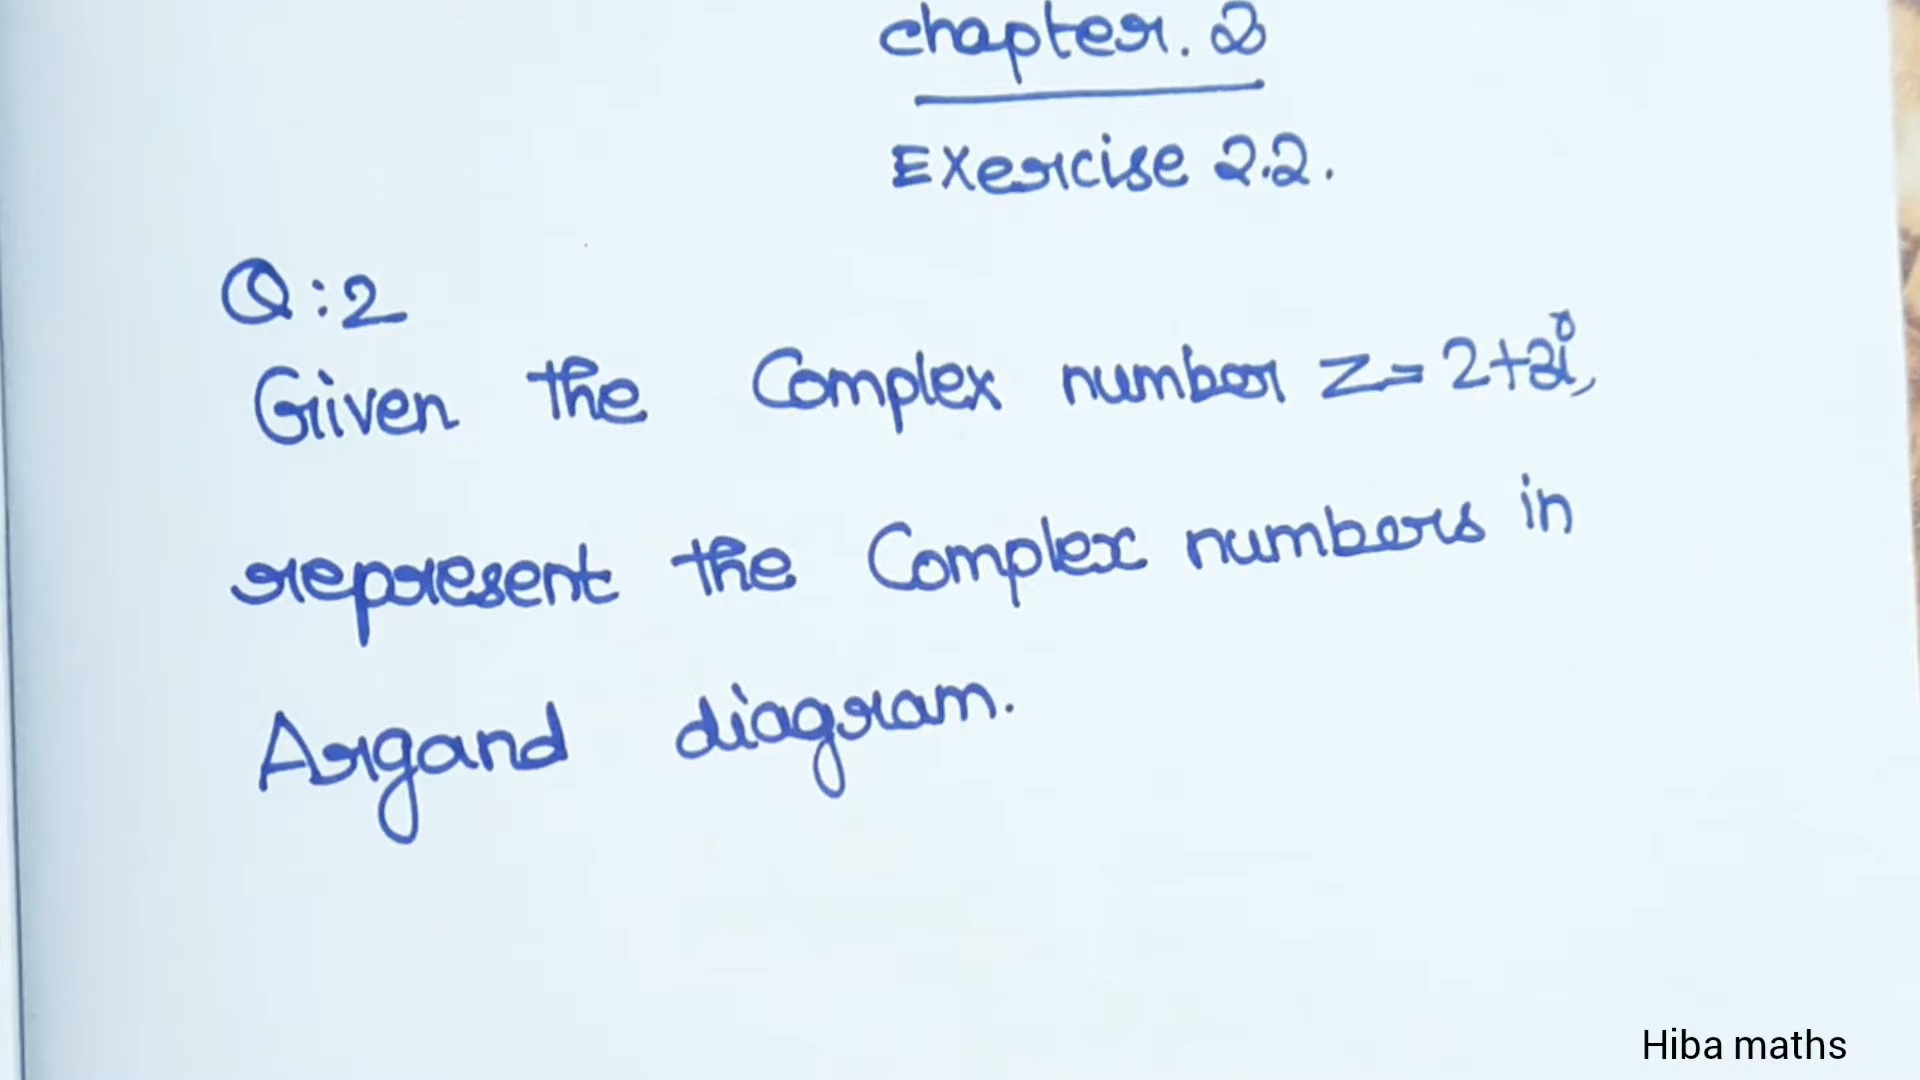 chapter. 2
Exercise 2.2.
Q:2
Given the Complex number z = 2+3i,
represent the Complex numbers in
Argand diagram.
Hiba maths